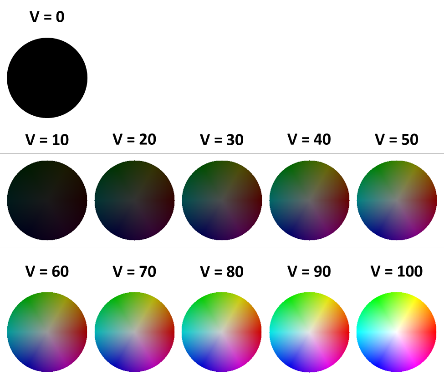 V = 0
V = 10 V = 20 V = 30 V = 40 V = 50
V = 60 V = 70 V = 80 V = 90 V = 100